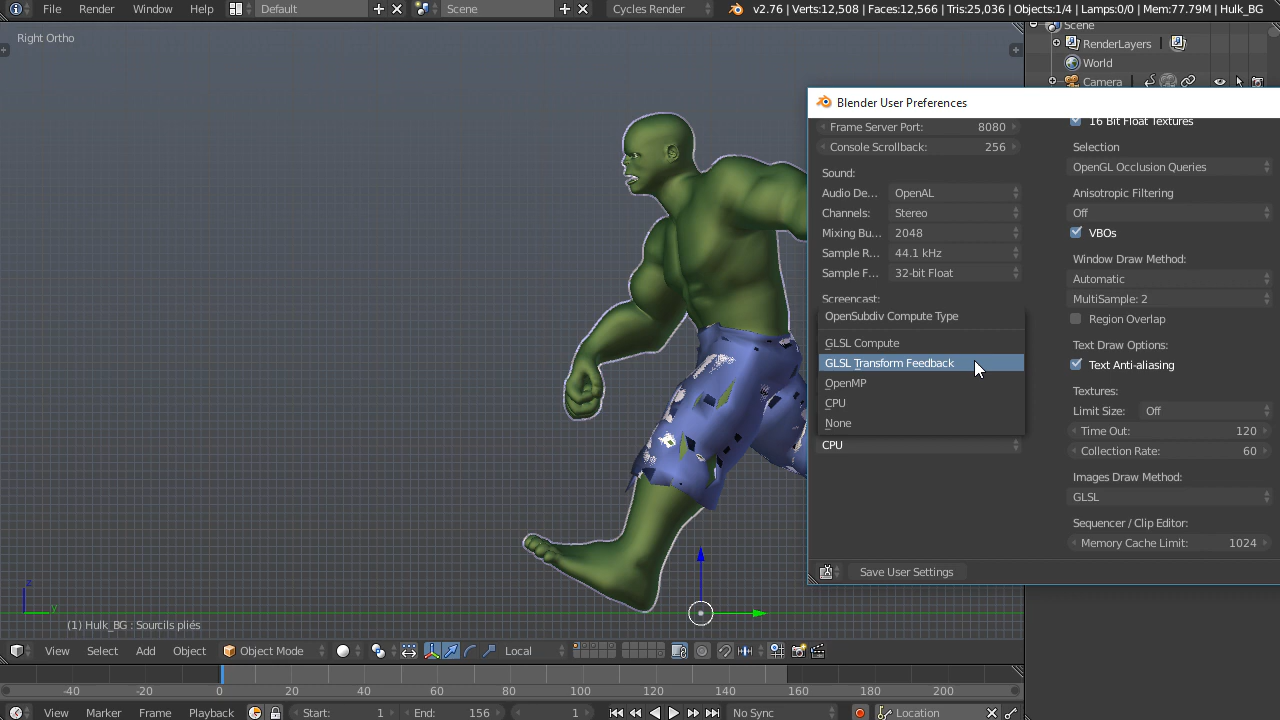 File Render Window Help Default Scene Cycles Render v2.76 | Verts:12,508 | Faces:12,566 | Tris:25,036 | Objects:1/4 | Lamps:0/0 | Mem:77.79M | Hulk_BG
Right Ortho
Scene
RenderLayers
World
Camera
Blender User Preferences
Frame Server Port: 8080
Console Scrollback: 256
Sound:
Audio De... OpenAL
Channels: Stereo
Mixing Bu... 2048
Sample R... 44.1 kHz
Sample F... 32-bit Float
Screencast:
OpenSubdiv Compute Type
GLSL Compute
GLSL Transform Feedback
OpenMP
CPU
None
CPU
16 Bit Float Textures
Selection
OpenGL Occlusion Queries
Anisotropic Filtering
Off
VBOs
Window Draw Method:
Automatic
MultiSample: 2
Region Overlap
Text Draw Options:
Text Anti-aliasing
Textures:
Limit Size: Off
Time Out: 120
Collection Rate: 60
Images Draw Method:
GLSL
Sequencer / Clip Editor:
Memory Cache Limit: 1024
Save User Settings
z
y
(1) Hulk_BG : Sourcils pliés
View Select Add Object Object Mode Local
-40 -20 0 20 40 60 80 100 120 140 160 180 200
View Marker Frame Playback Start: 1 End: 156 1 No Sync Location